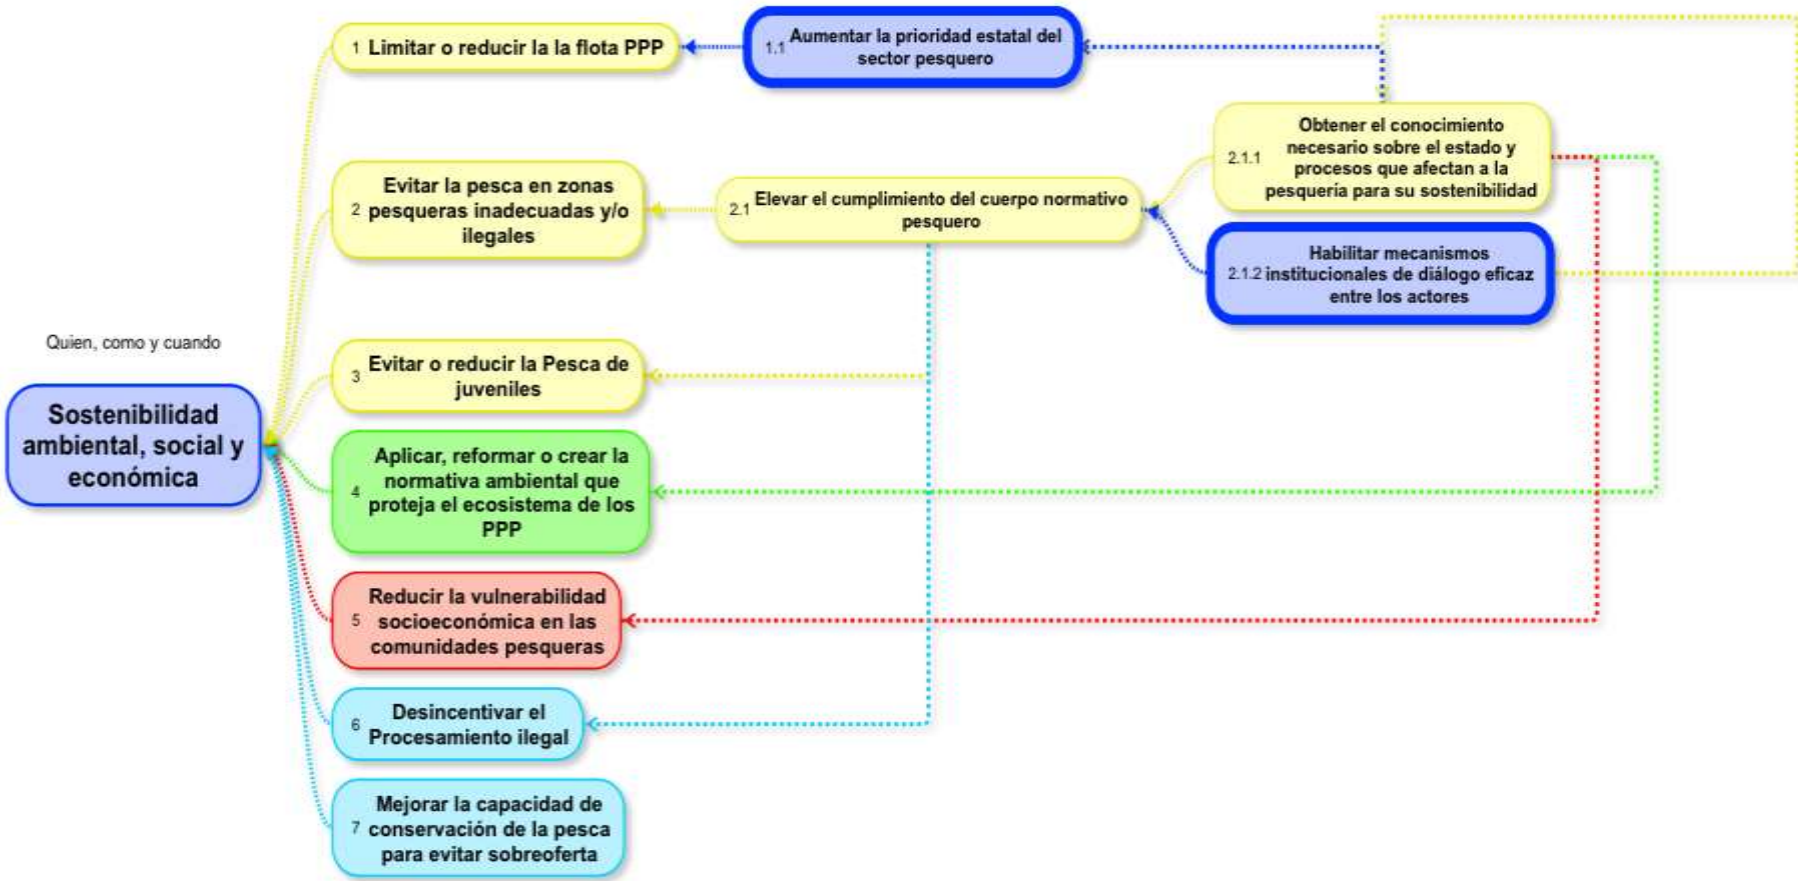 1 Limitar o reducir la la flota PPP
1.1 Aumentar la prioridad estatal del
sector pesquero
2.1.1 Obtener el conocimiento
necesario sobre el estado y
procesos que afectan a la
pesquería para su sostenibilidad
2 Evitar la pesca en zonas
pesqueras inadecuadas y/o
ilegales
2.1 Elevar el cumplimiento del cuerpo normativo
pesquero
2.1.2 Habilitar mecanismos
institucionales de diálogo eficaz
entre los actores
Quien, como y cuando
Sostenibilidad
ambiental, social y
económica
3 Evitar o reducir la Pesca de
juveniles
4 Aplicar, reformar o crear la
normativa ambiental que
proteja el ecosistema de los
PPP
5 Reducir la vulnerabilidad
socioeconómica en las
comunidades pesqueras
6 Desincentivar el
Procesamiento ilegal
7 Mejorar la capacidad de
conservación de la pesca
para evitar sobreoferta